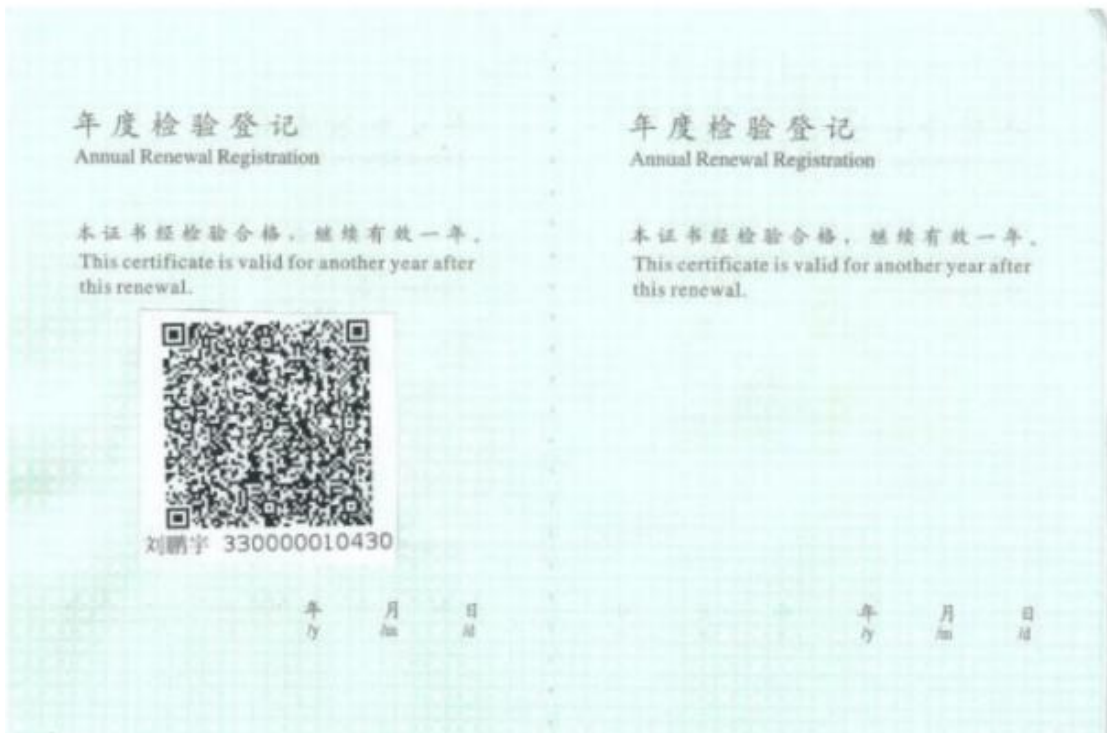 年度检验登记
Annual Renewal Registration
本证书经检验合格，继续有效一年。
This certificate is valid for another year after
this renewal.
刘鹏宇 330000010430
年 月 日
/y /m /d
年度检验登记
Annual Renewal Registration
本证书经检验合格，继续有效一年。
This certificate is valid for another year after
this renewal.
年 月 日
/y /m /d